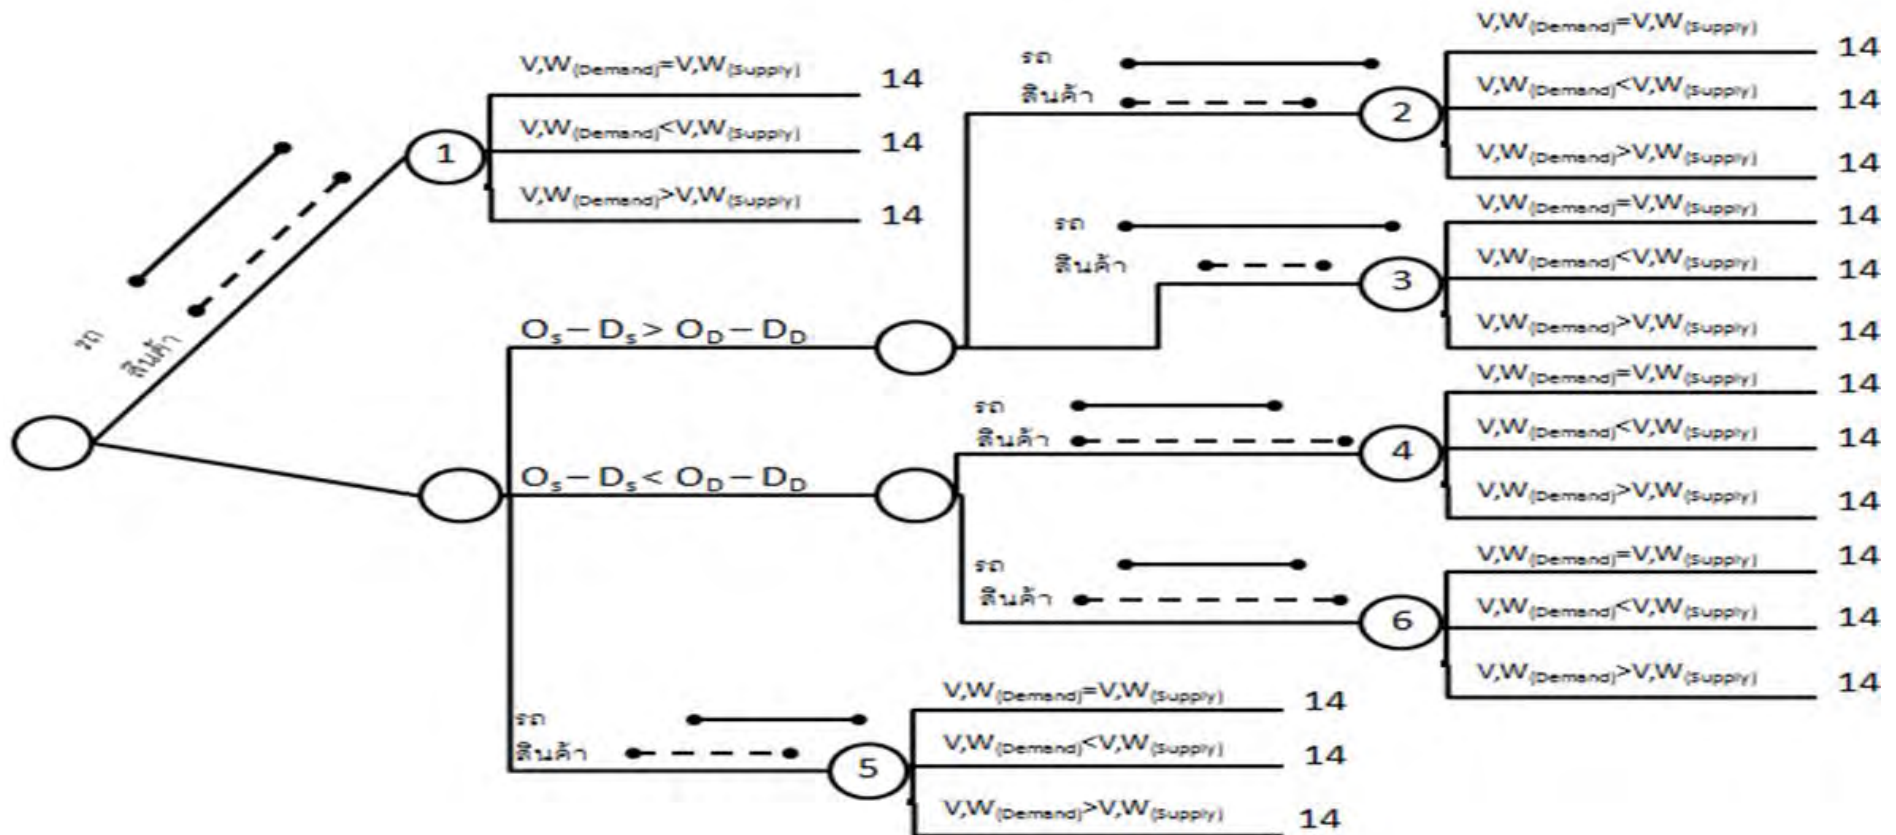 รถ
สินค้า
1
V,W(Demand)=V,W(Supply) 14
V,W(Demand)<V,W(Supply) 14
V,W(Demand)>V,W(Supply) 14
Os – Ds > OD – DD
รถ
สินค้า
2
V,W(Demand)=V,W(Supply) 14
V,W(Demand)<V,W(Supply) 14
V,W(Demand)>V,W(Supply) 14
รถ
สินค้า
3
V,W(Demand)=V,W(Supply) 14
V,W(Demand)<V,W(Supply) 14
V,W(Demand)>V,W(Supply) 14
Os – Ds < OD – DD
รถ
สินค้า
4
V,W(Demand)=V,W(Supply) 14
V,W(Demand)<V,W(Supply) 14
V,W(Demand)>V,W(Supply) 14
รถ
สินค้า
6
V,W(Demand)=V,W(Supply) 14
V,W(Demand)<V,W(Supply) 14
V,W(Demand)>V,W(Supply) 14
รถ
สินค้า
5
V,W(Demand)=V,W(Supply) 14
V,W(Demand)<V,W(Supply) 14
V,W(Demand)>V,W(Supply) 14